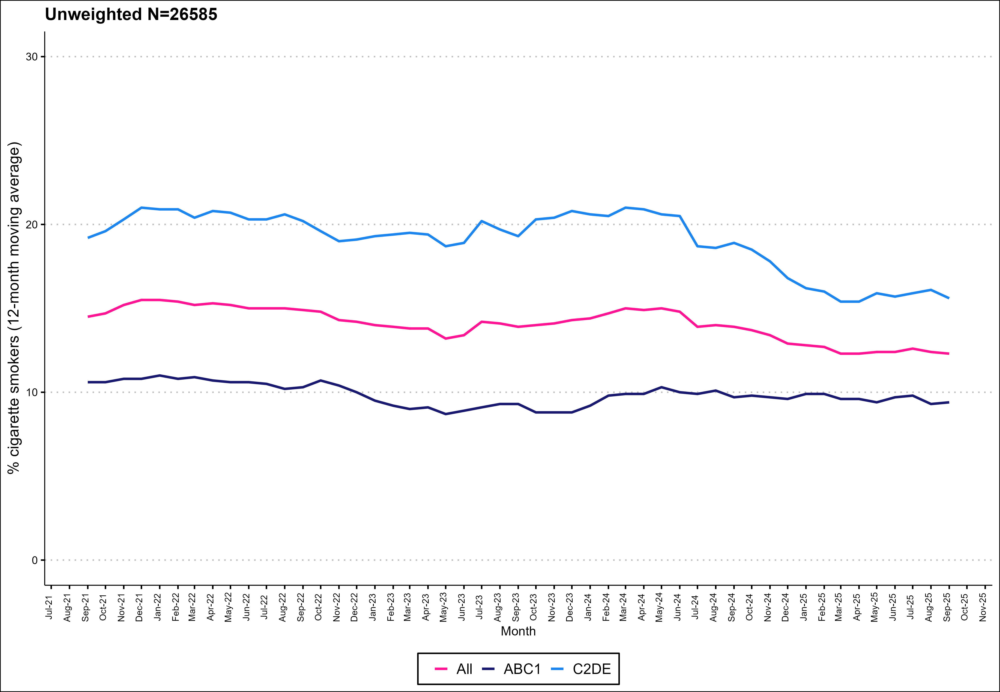 Unweighted N=26585
% cigarette smokers (12-month moving average)
30
20
10
0
Jul-21
Aug-21
Sep-21
Oct-21
Nov-21
Dec-21
Jan-22
Feb-22
Mar-22
Apr-22
May-22
Jun-22
Jul-22
Aug-22
Sep-22
Oct-22
Nov-22
Dec-22
Jan-23
Feb-23
Mar-23
Apr-23
May-23
Jun-23
Jul-23
Aug-23
Sep-23
Oct-23
Nov-23
Dec-23
Jan-24
Feb-24
Mar-24
Apr-24
May-24
Jun-24
Jul-24
Aug-24
Sep-24
Oct-24
Nov-24
Dec-24
Jan-25
Feb-25
Mar-25
Apr-25
May-25
Jun-25
Jul-25
Aug-25
Sep-25
Oct-25
Nov-25
Month
All ABC1 C2DE